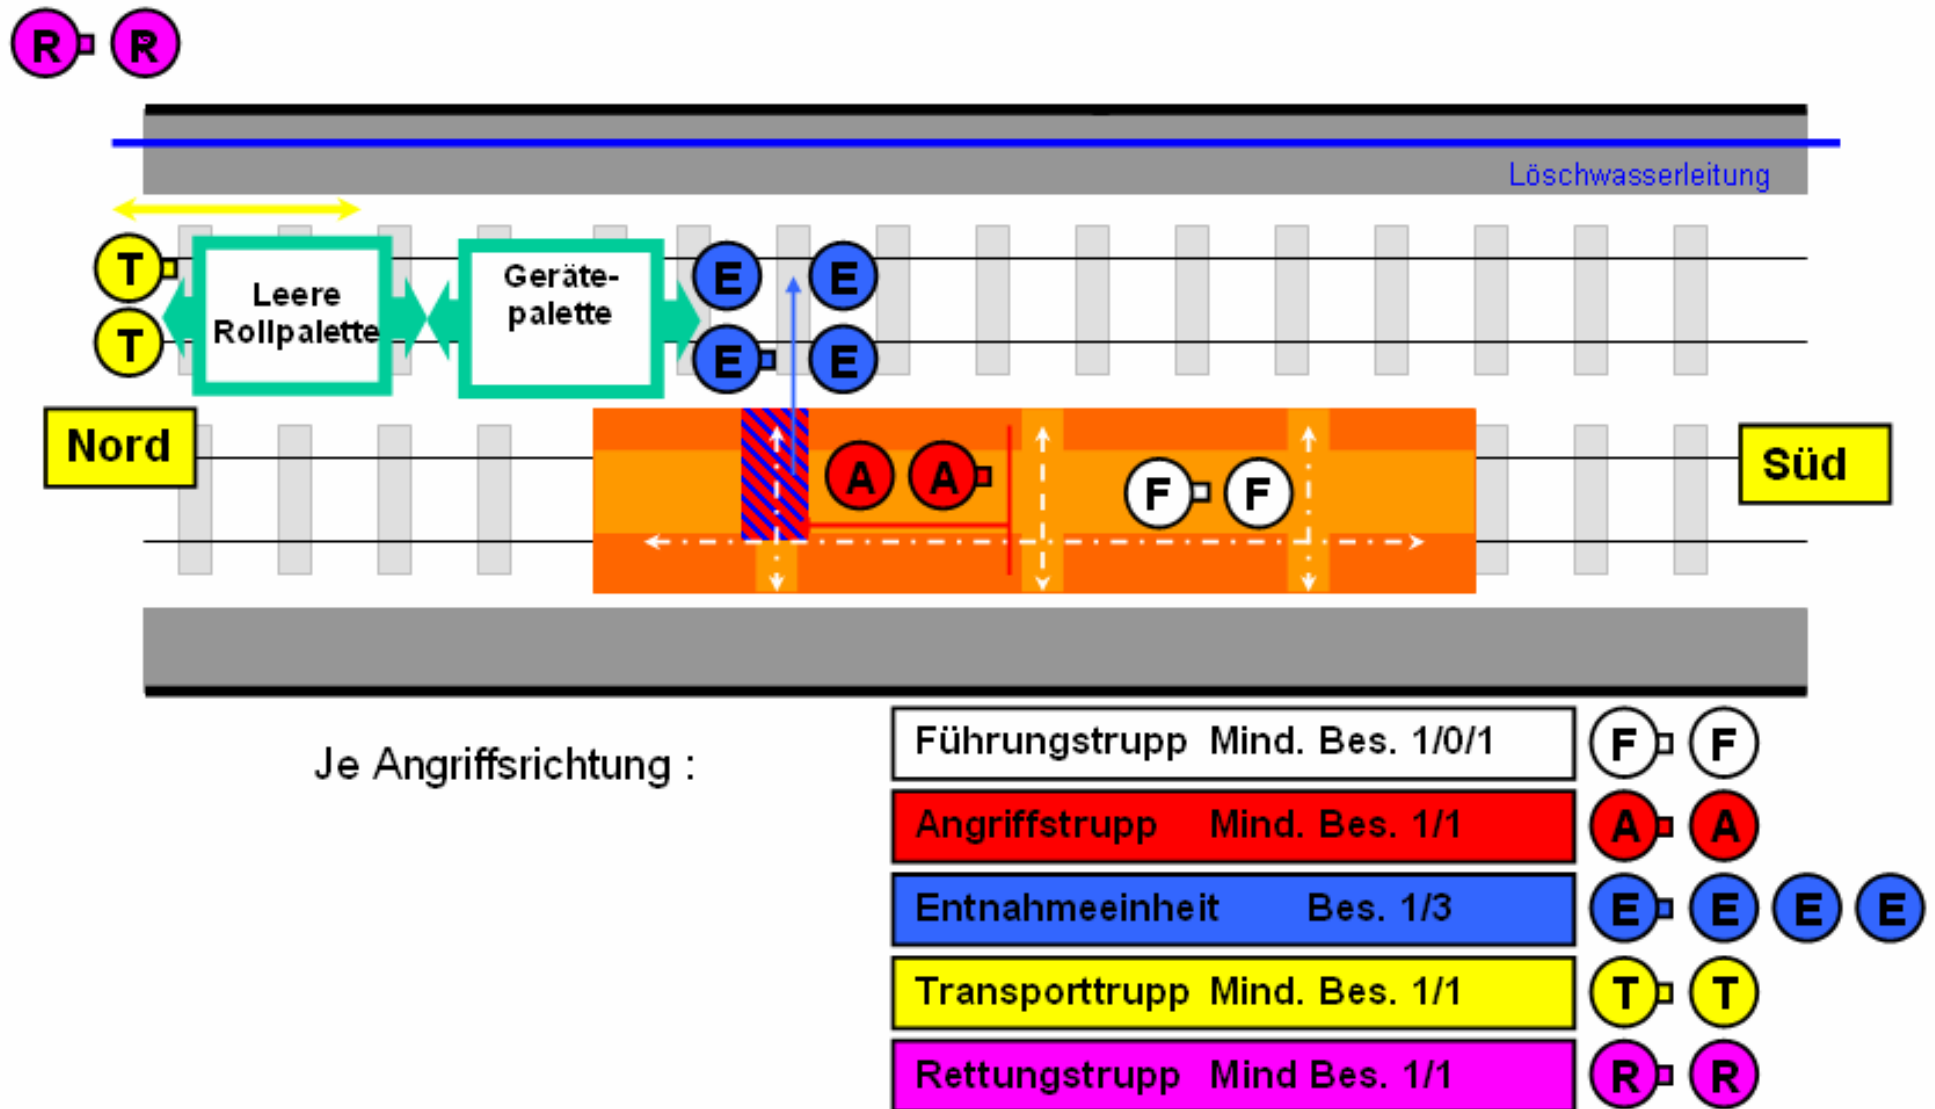 R R
Löschwasserleitung
T
T
Leere
Rollpalette
Geräte-
palette
E E
E E
Nord
A A
F F
Süd
Je Angriffsrichtung :
Führungstrupp Mind. Bes. 1/0/1 F F
Angriffstrupp Mind. Bes. 1/1 A A
Entnahmeeinheit Bes. 1/3 E E E E
Transporttrupp Mind. Bes. 1/1 T T
Rettungstrupp Mind Bes. 1/1 R R